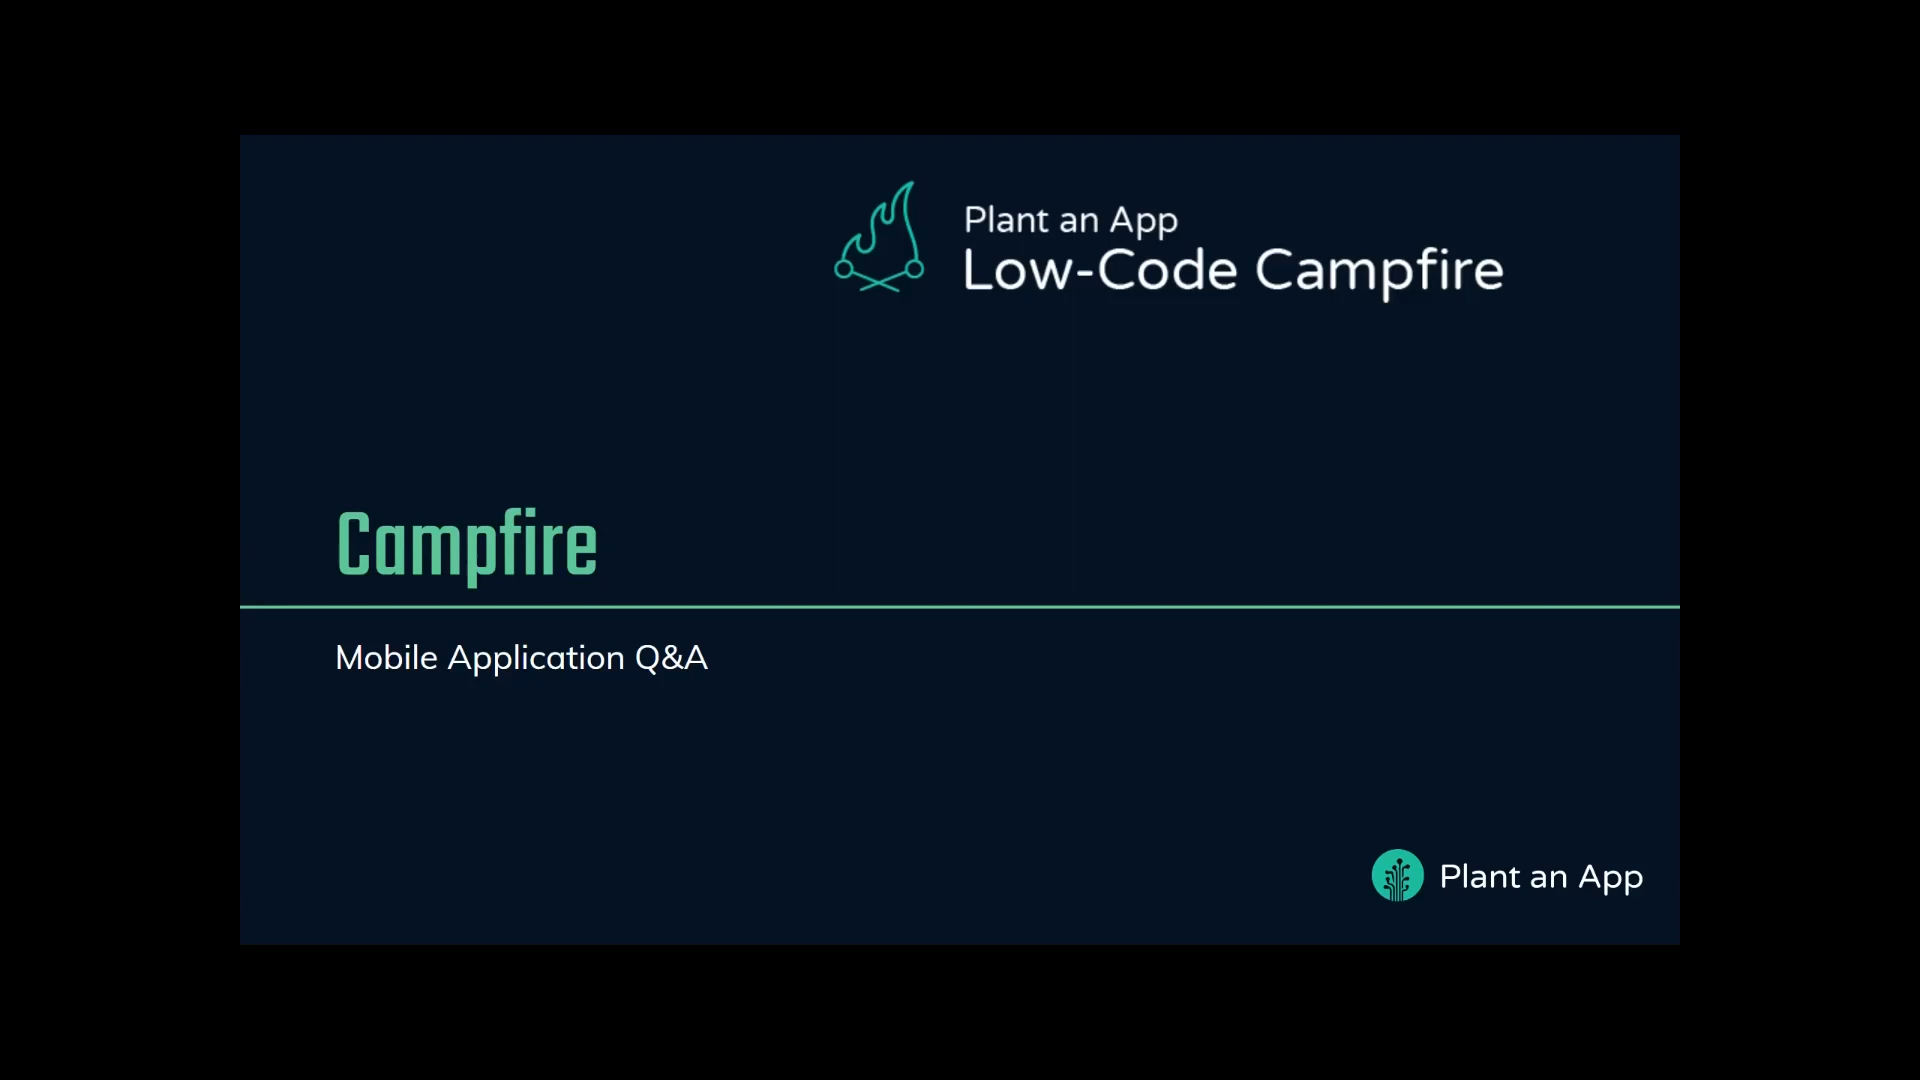 Plant an App
Low-Code Campfire
Campfire
Mobile Application Q&A
Plant an App